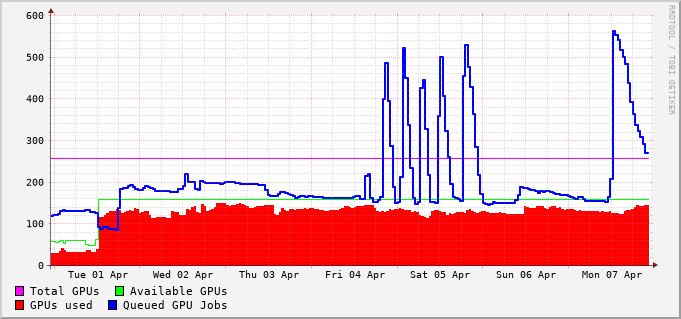 RRDTOOL / TOBI OETIKER
600
500
400
300
200
100
0
Tue 01 Apr Wed 02 Apr Thu 03 Apr Fri 04 Apr Sat 05 Apr Sun 06 Apr Mon 07 Apr
Total GPUs Available GPUs
GPUs used Queued GPU Jobs